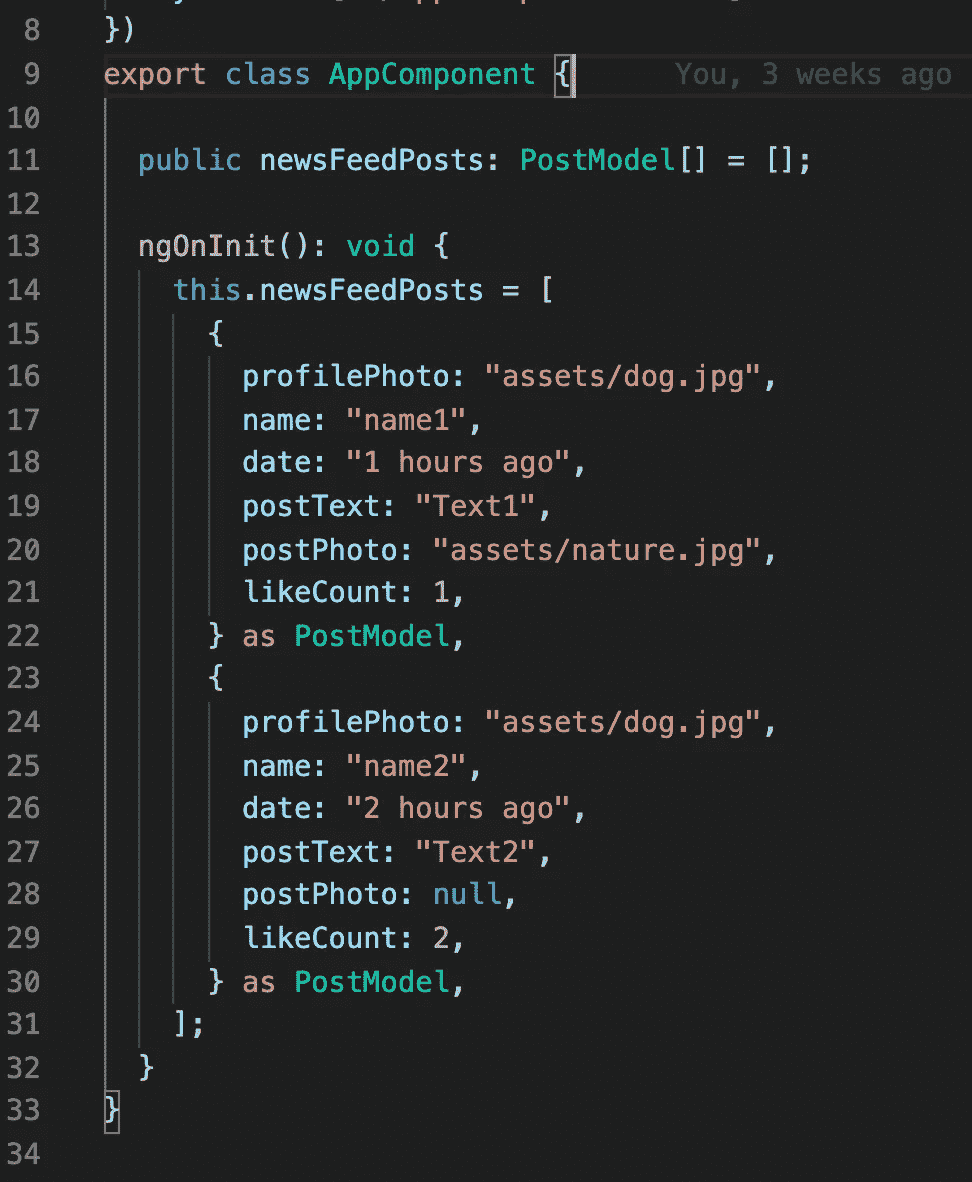 8 })
9 export class AppComponent { You, 3 weeks ago
10
11 public newsFeedPosts: PostModel[] = [];
12
13 ngOnInit(): void {
14 this.newsFeedPosts = [
15 {
16 profilePhoto: "assets/dog.jpg",
17 name: "name1",
18 date: "1 hours ago",
19 postText: "Text1",
20 postPhoto: "assets/nature.jpg",
21 likeCount: 1,
22 } as PostModel,
23 {
24 profilePhoto: "assets/dog.jpg",
25 name: "name2",
26 date: "2 hours ago",
27 postText: "Text2",
28 postPhoto: null,
29 likeCount: 2,
30 } as PostModel,
31 ];
32 }
33 }
34